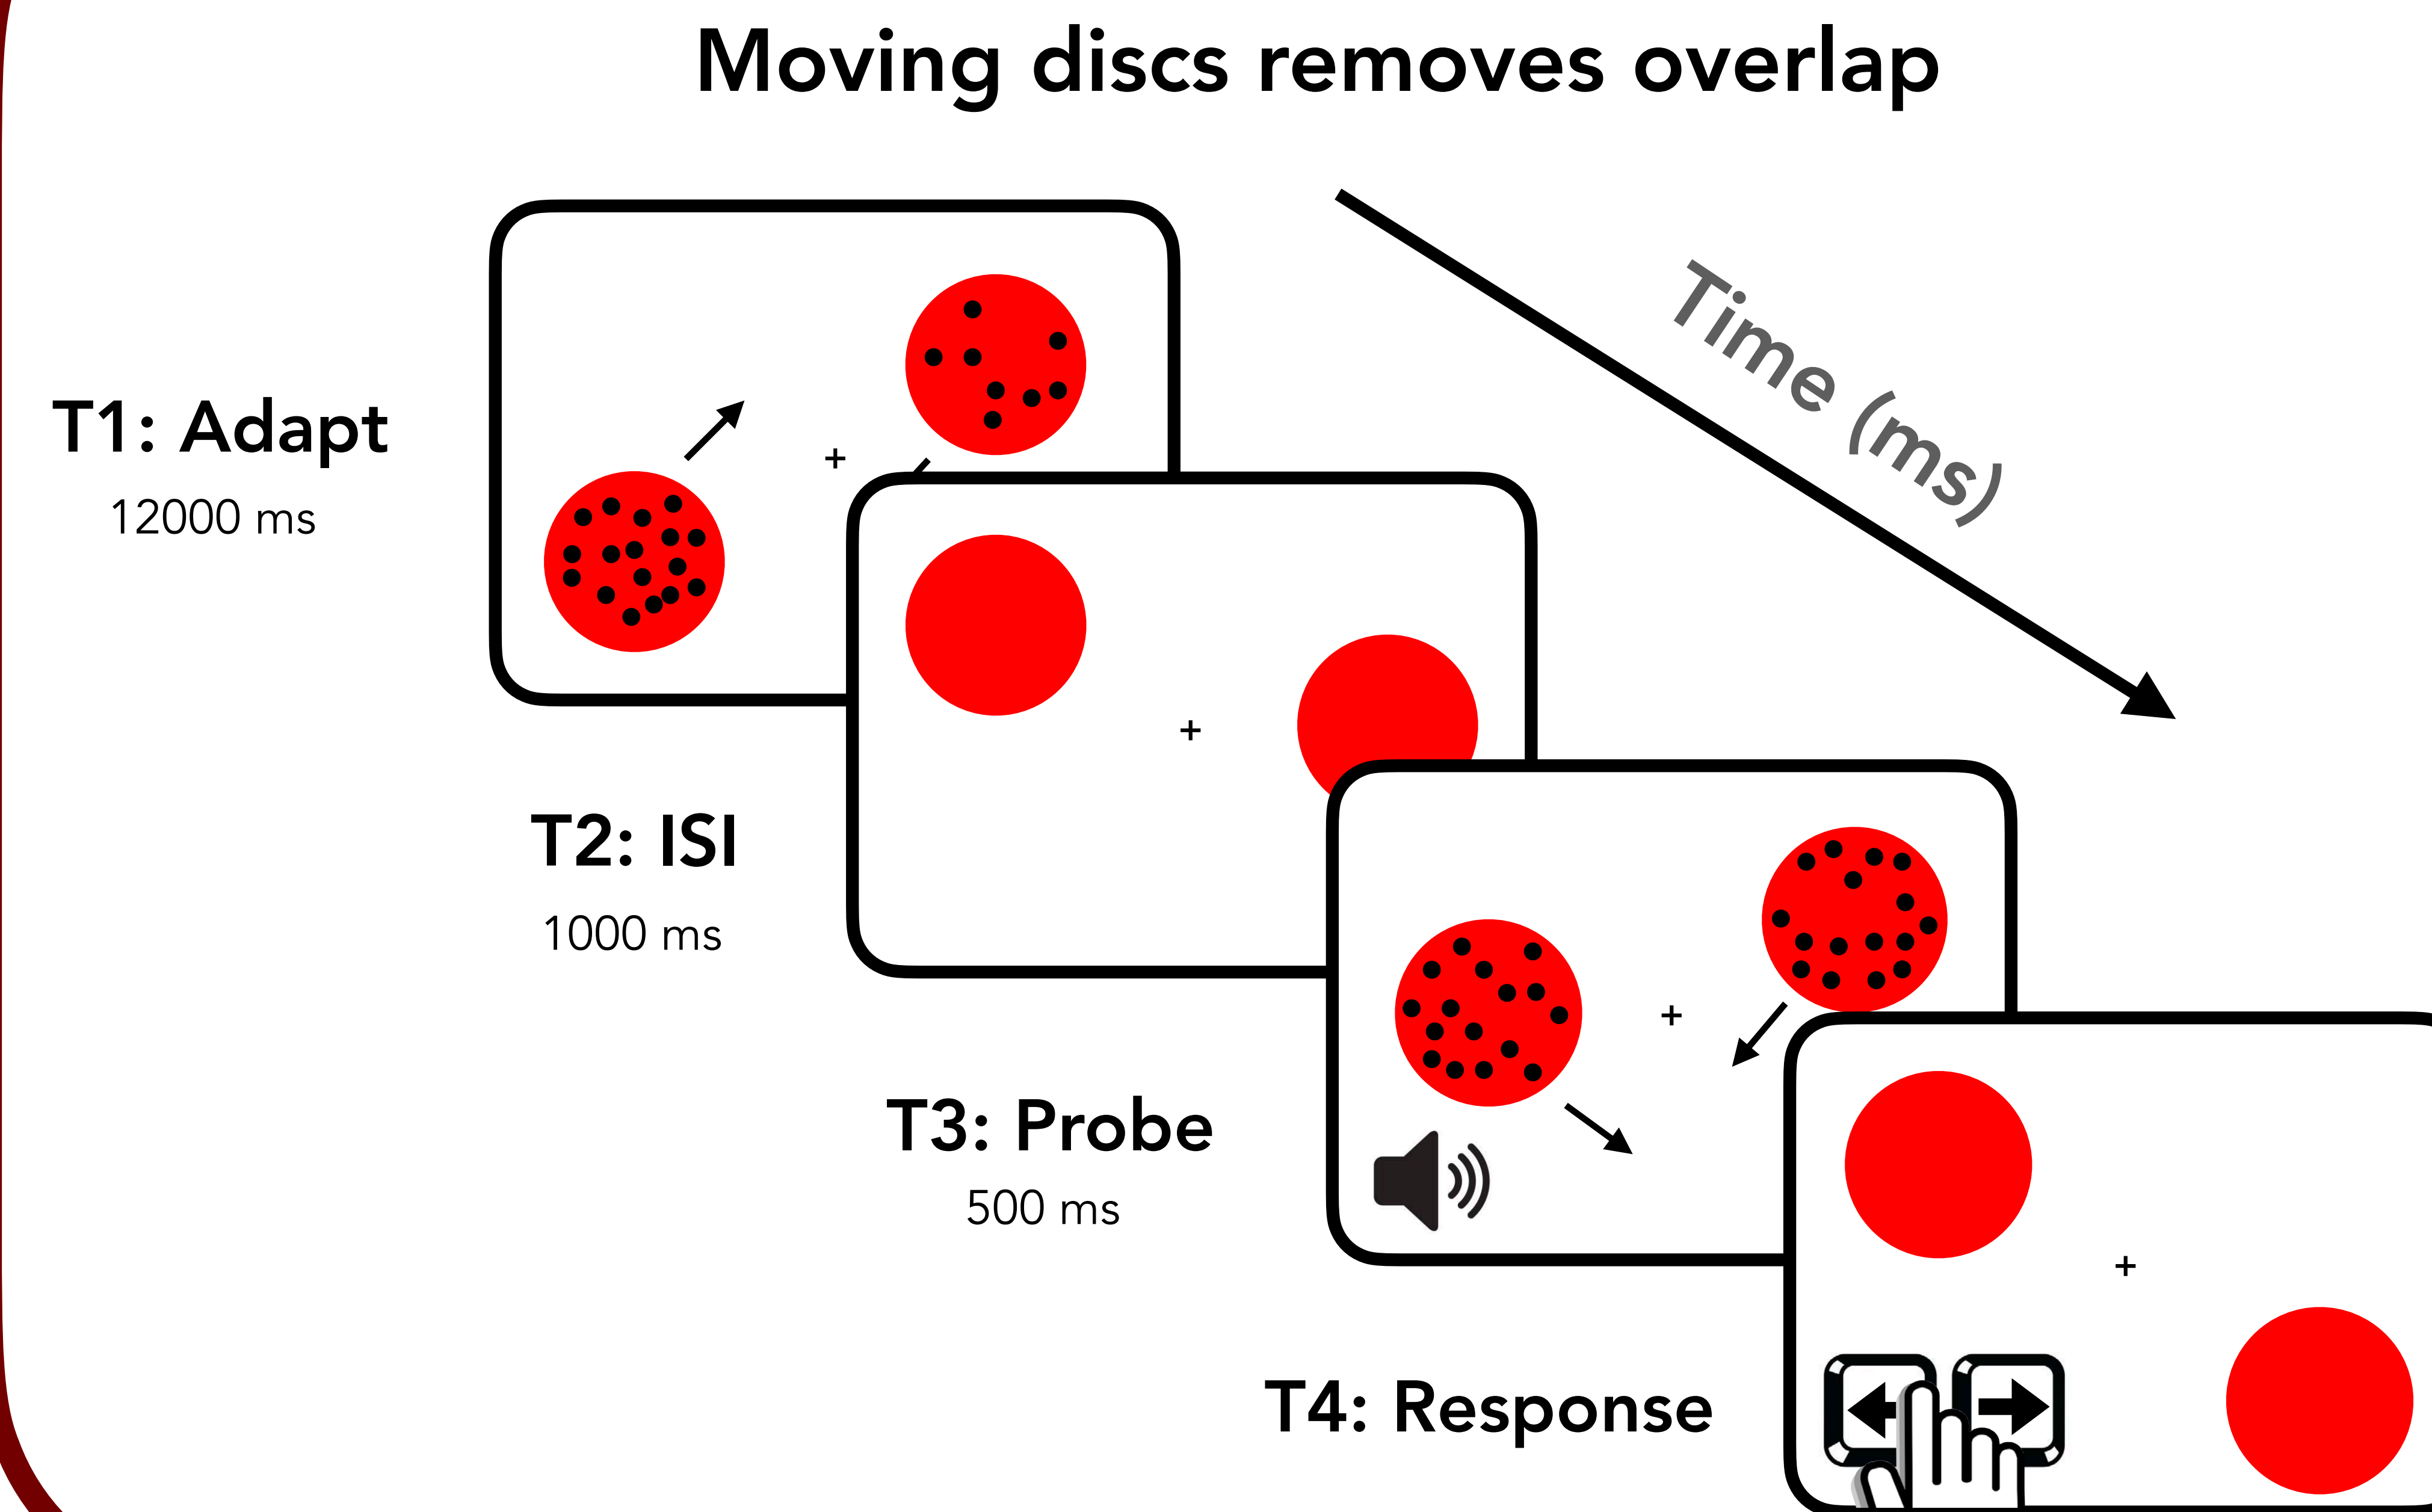 Moving discs removes overlap
Time (ms)
T1: Adapt
12000 ms
+
+
T2: ISI
1000 ms
+
T3: Probe
500 ms
+
T4: Response